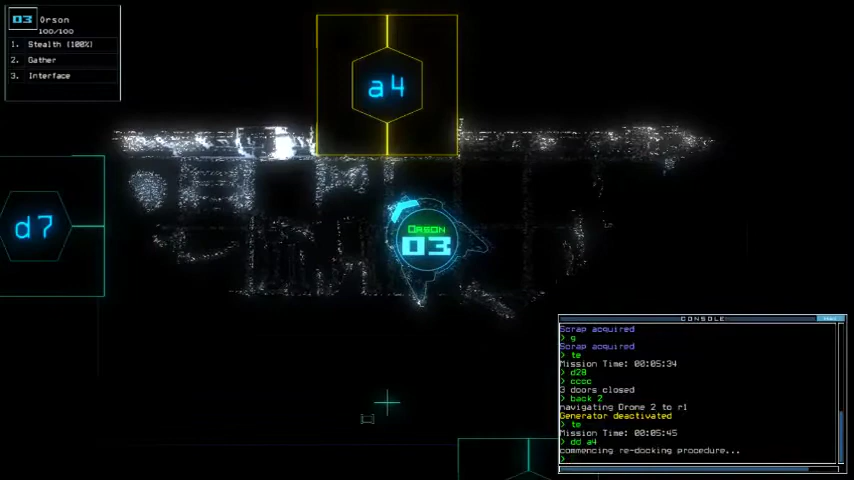 03 Orson
100/100
1. Stealth (100%)
2. Gather
3. Interface
a4
d7
Orson
03
CONSOLE
Scrap acquired
> g
Scrap acquired
> te
Mission Time: 00:05:34
> d28
> cccc
3 doors closed
> back 2
navigating Drone 2 to r1
Generator deactivated
> te
Mission Time: 00:05:45
> dd a4
commencing re-docking procedure...
>